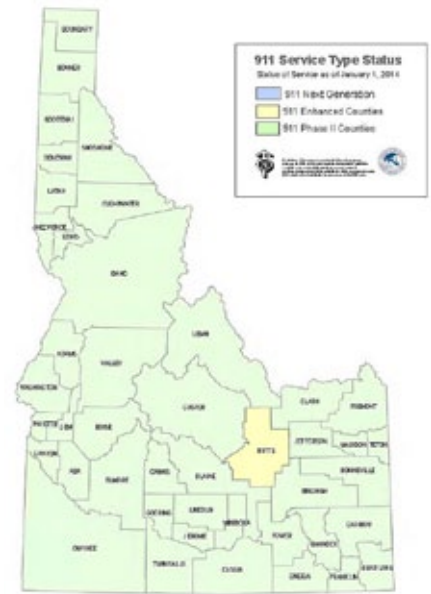 911 Service Type Status
Status of Service as of January 1, 2014
911 Next Generation
911 Enhanced Counties
911 Phase II Counties
BOUNDARY
BONNER
KOOTENAI
SHOSHONE
BENEWAH
LATAH
CLEARWATER
NEZ PERCE
LEWIS
IDAHO
LEMHI
ADAMS
VALLEY
WASHINGTON
CUSTER
CLARK
FREMONT
PAYETTE
GEM
BOISE
BUTTE
JEFFERSON
MADISON
TETON
CANYON
ADA
ELMORE
CAMAS
BLAINE
BONNEVILLE
BINGHAM
GOODING
LINCOLN
MINIDOKA
CARIBOU
JEROME
POWER
BANNOCK
OWYHEE
TWIN FALLS
CASSIA
ONEIDA
FRANKLIN
BEAR LAKE